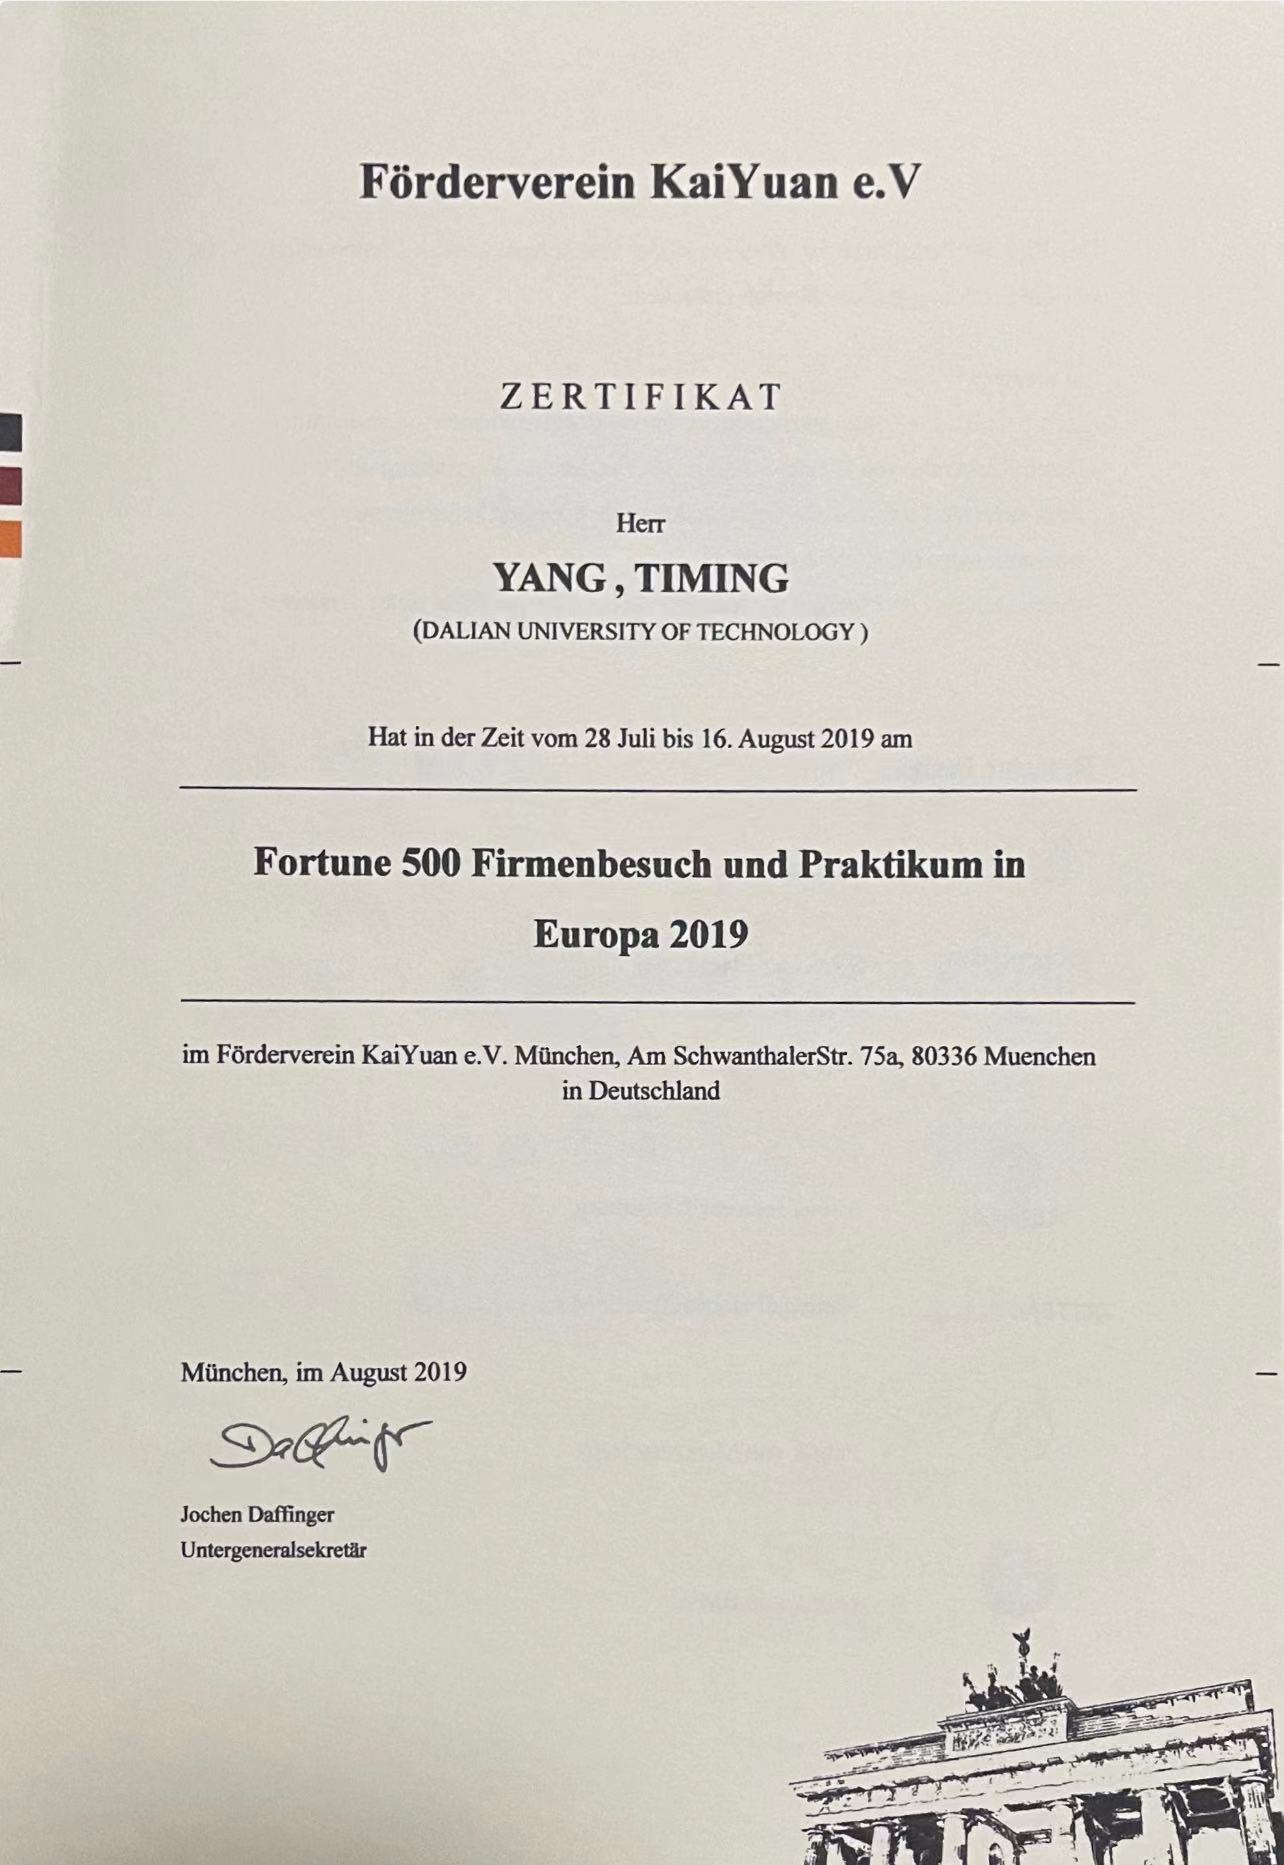 Förderverein KaiYuan e.V
ZERTIFIKAT
Herr
YANG , TIMING
(DALIAN UNIVERSITY OF TECHNOLOGY )
Hat in der Zeit vom 28 Juli bis 16. August 2019 am
Fortune 500 Firmenbesuch und Praktikum in
Europa 2019
im Förderverein KaiYuan e.V. München, Am SchwanthalerStr. 75a, 80336 Muenchen
in Deutschland
München, im August 2019
Daffinger
Jochen Daffinger
Untergeneralsekretär